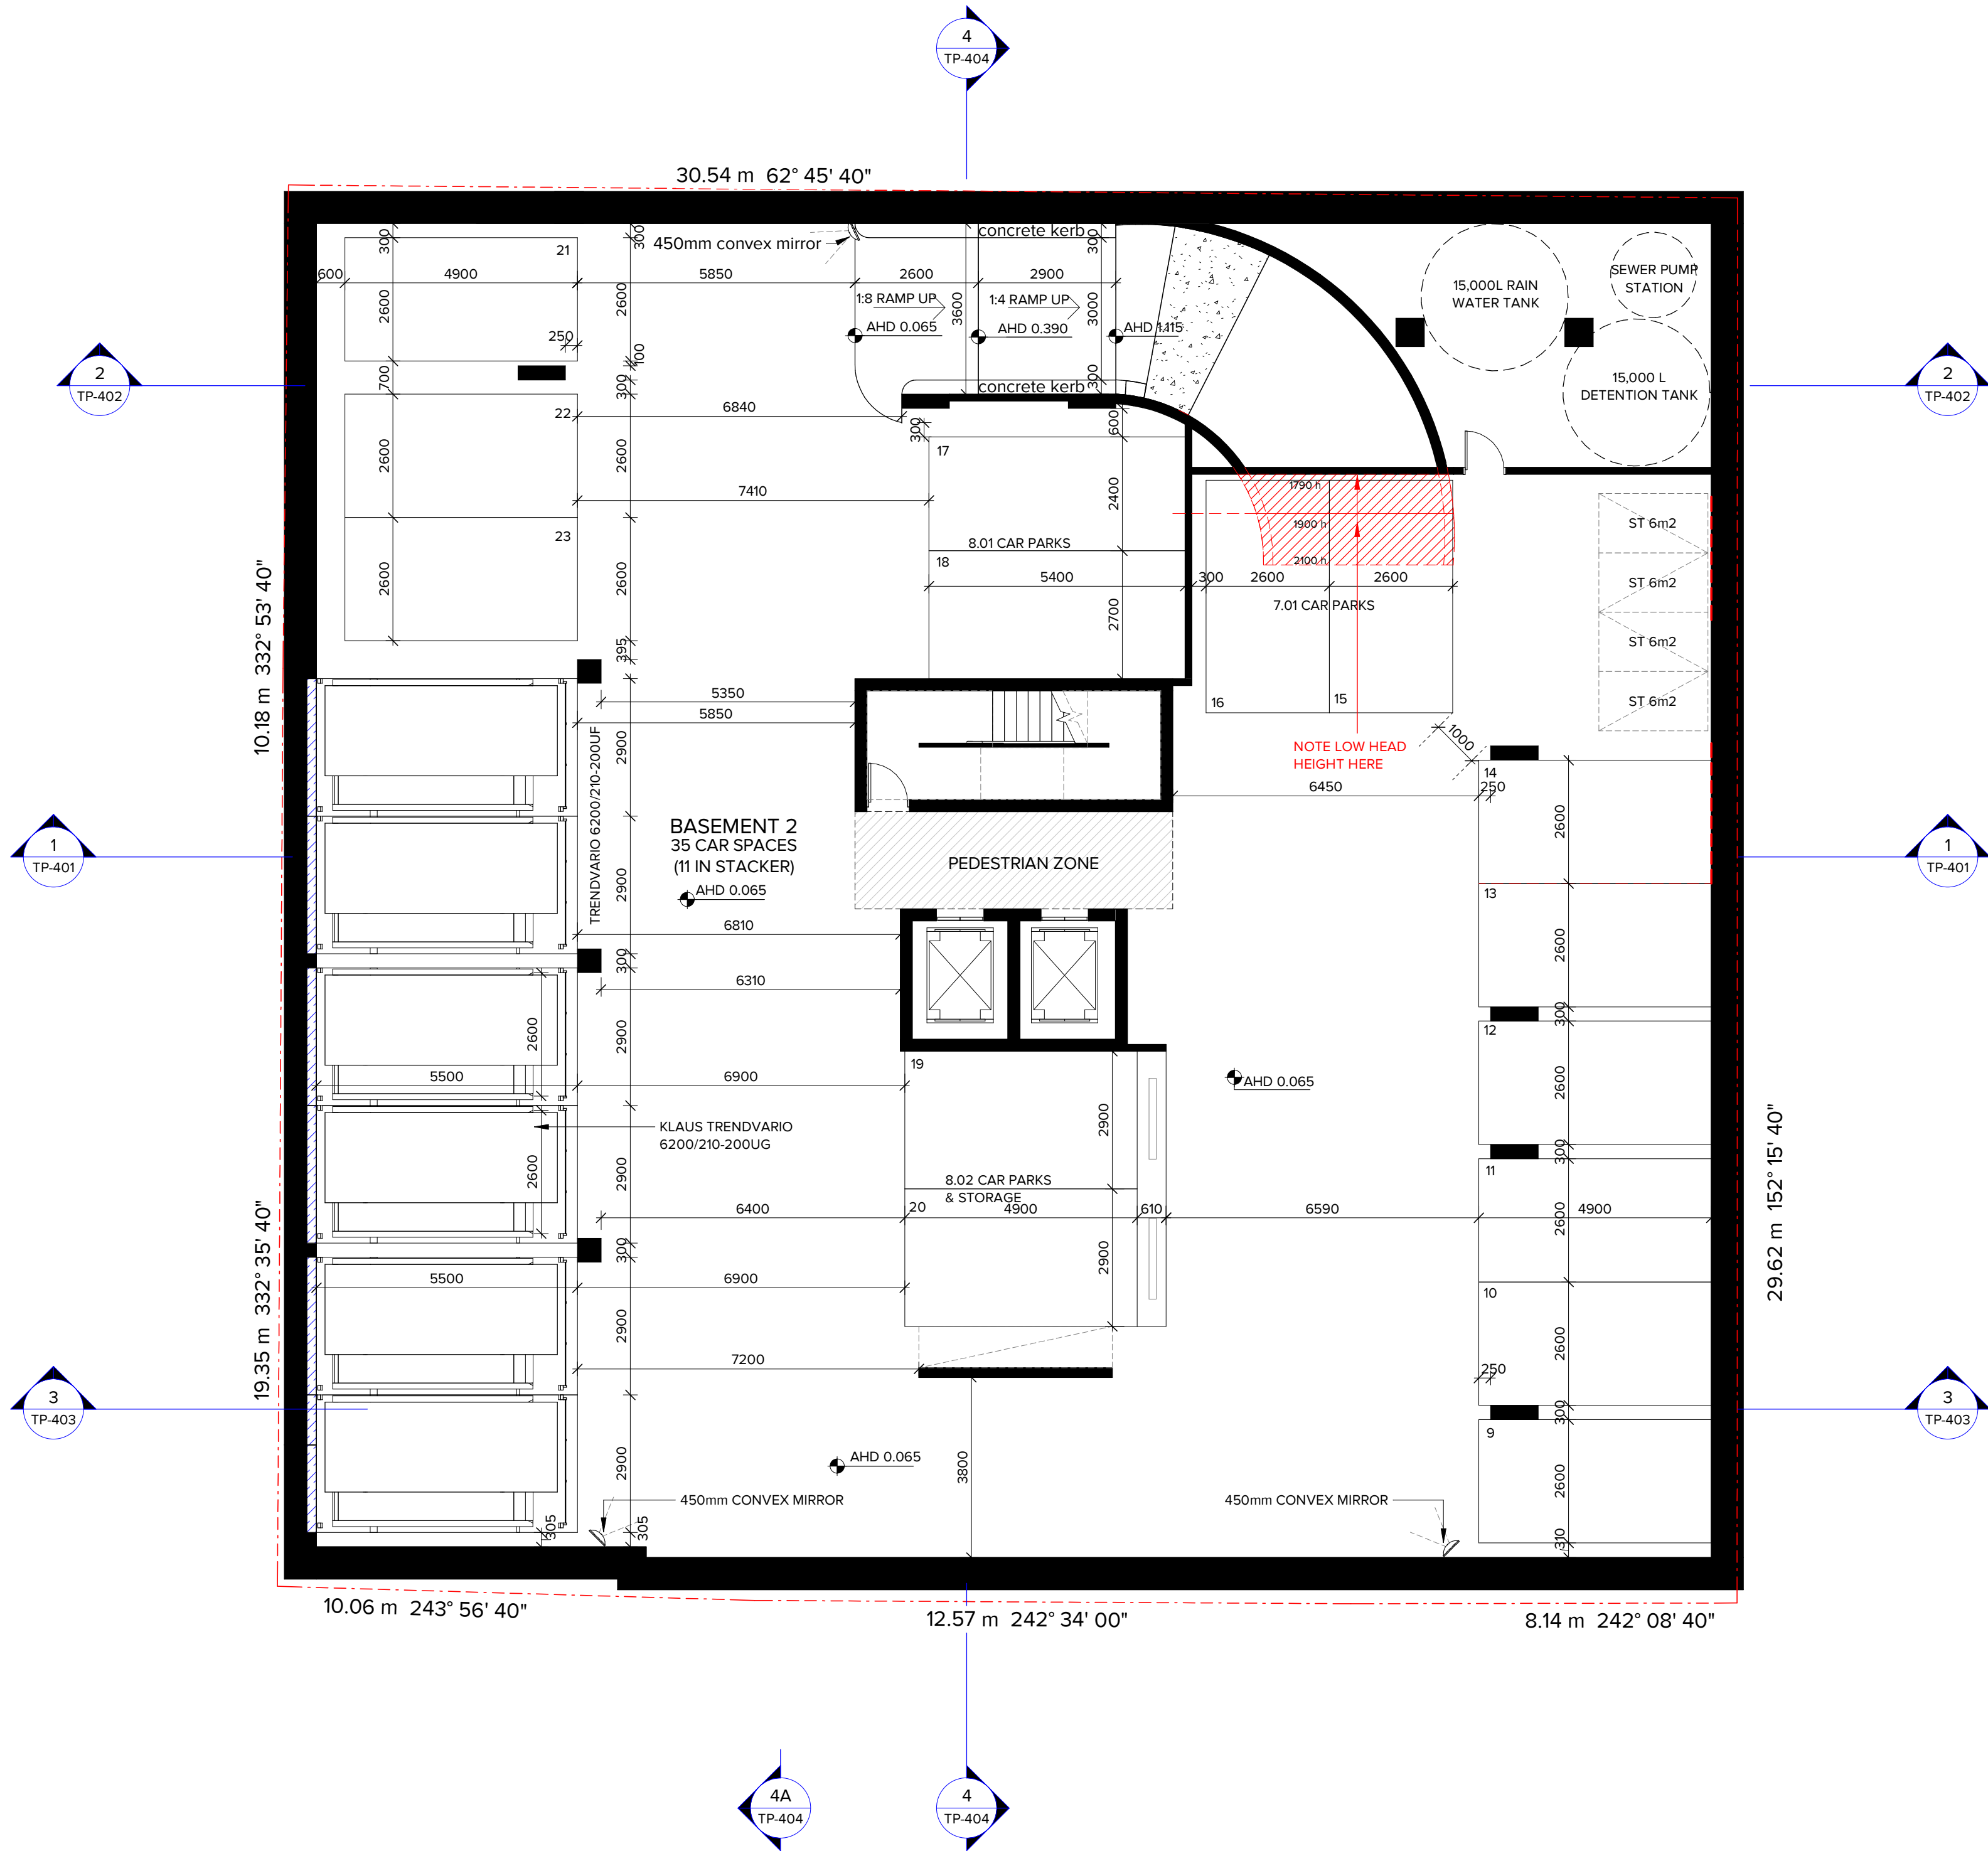 4
TP-404
30.54 m 62° 45' 40"
300
21
300
450mm convex mirror
concrete kerb
300
600
4900
5850
2600
2900
2600
2600
1:8 RAMP UP
3600
1:4 RAMP UP
3000
AHD 0.065
AHD 0.390
AHD 1.115
250
100
15,000L RAIN
WATER TANK
SEWER PUMP
STATION
15,000 L
DETENTION TANK
2
TP-402
2
TP-402
700
300
concrete kerb
300
22
6840
300
600
17
2600
2600
7410
2400
1790 h
1900 h
2100 h
23
8.01 CAR PARKS
18
5400
300
2600
2600
7.01 CAR PARKS
2600
2600
2700
395
ST 6m2
ST 6m2
ST 6m2
ST 6m2
10.18 m 332° 53' 40"
5350
5850
16
15
1000
NOTE LOW HEAD
HEIGHT HERE
2900
TRENDVARIO 6200/210-200UF
14
250
6450
2600
BASEMENT 2
35 CAR SPACES
(11 IN STACKER)
AHD 0.065
PEDESTRIAN ZONE
1
TP-401
1
TP-401
2900
13
6810
2600
300
6310
300
12
2600
2900
5500
6900
19
AHD 0.065
2600
KLAUS TRENDVARIO
6200/210-200UG
2900
300
11
2600
2900
8.02 CAR PARKS
& STORAGE
6400
20
4900
610
6590
2600
4900
300
2900
5500
6900
10
29.62 m 152° 15' 40"
19.35 m 332° 35' 40"
2900
2600
7200
250
3
TP-403
3
TP-403
300
9
2900
AHD 0.065
3800
2600
450mm CONVEX MIRROR
450mm CONVEX MIRROR
305
305
310
10.06 m 243° 56' 40"
12.57 m 242° 34' 00"
8.14 m 242° 08' 40"
4A
TP-404
4
TP-404